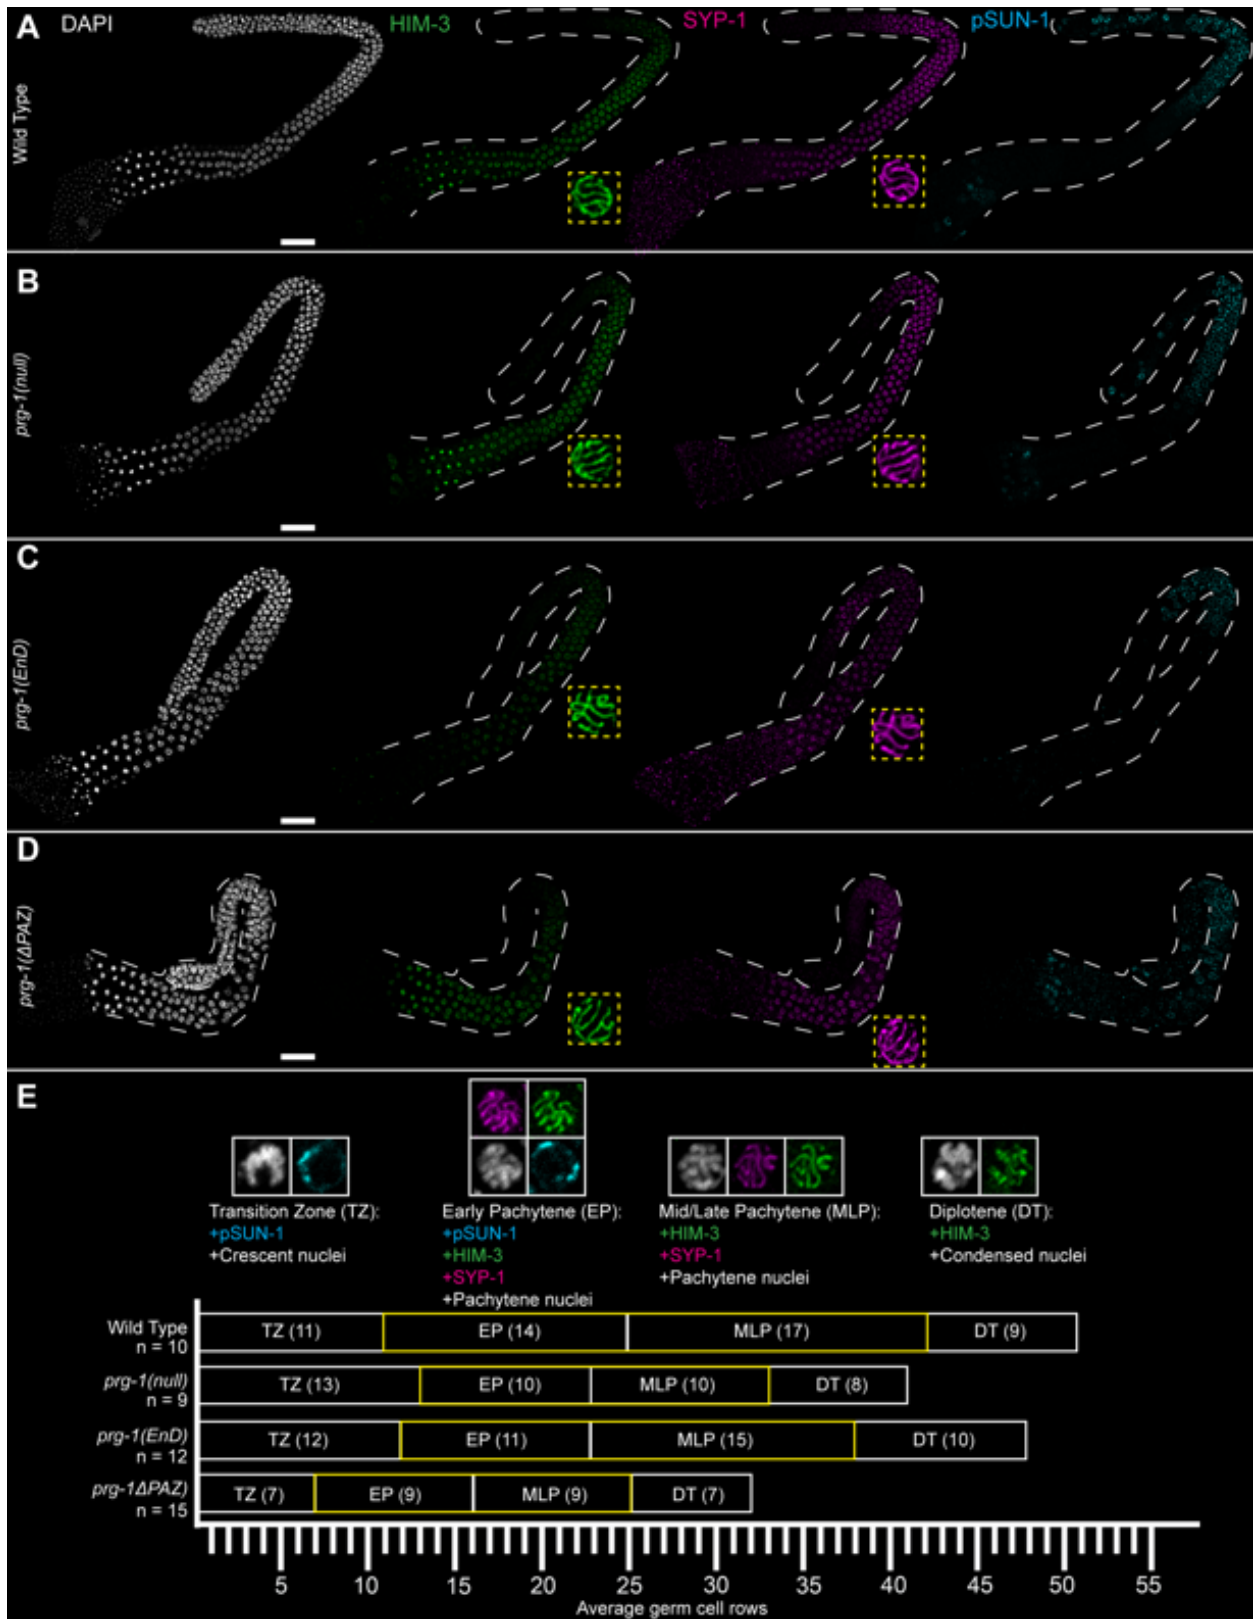 A DAPI HIM-3 SYP-1 pSUN-1
Wild Type
B
prg-1(null)
C
prg-1(EnD)
D
prg-1(ΔPAZ)
E
Transition Zone (TZ): Early Pachytene (EP): Mid/Late Pachytene (MLP): Diplotene (DT):
+pSUN-1 +pSUN-1 +HIM-3 +HIM-3
+Crescent nuclei +HIM-3 +SYP-1 +Condensed nuclei
+SYP-1 +Pachytene nuclei
+Pachytene nuclei
Wild Type TZ (11) EP (14) MLP (17) DT (9)
n = 10
prg-1(null) TZ (13) EP (10) MLP (10) DT (8)
n = 9
prg-1(EnD) TZ (12) EP (11) MLP (15) DT (10)
n = 12
prg-1ΔPAZ) TZ (7) EP (9) MLP (9) DT (7)
n = 15
5 10 15 20 25 30 35 40 45 50 55
Average germ cell rows